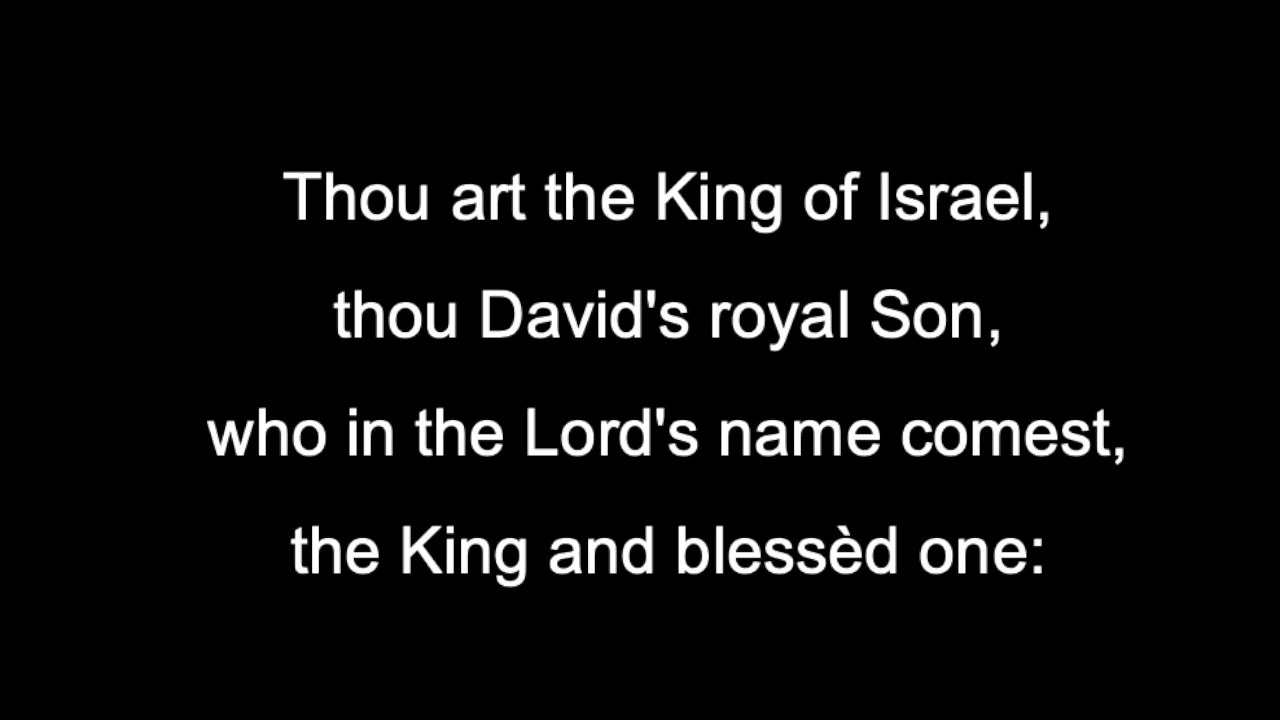 Thou art the King of Israel,
thou David's royal Son,
who in the Lord's name comest,
the King and blessèd one: